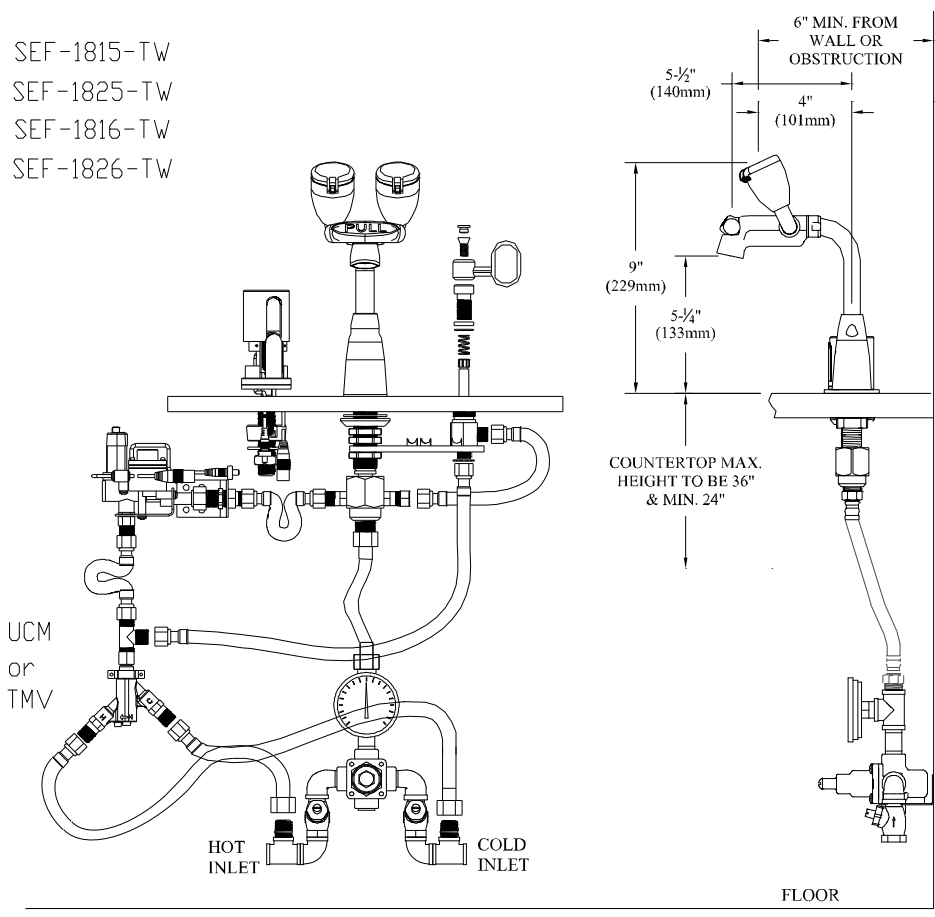 SEF-1815-TW
SEF-1825-TW
SEF-1816-TW
SEF-1826-TW
6" MIN. FROM
WALL OR
OBSTRUCTION
5-½"
(140mm)
4"
(101mm)
PULL
9"
(229mm)
5-¼"
(133mm)
COUNTERTOP MAX.
HEIGHT TO BE 36"
& MIN. 24"
UCM
or
TMV
H
C
HOT
INLET
COLD
INLET
FLOOR